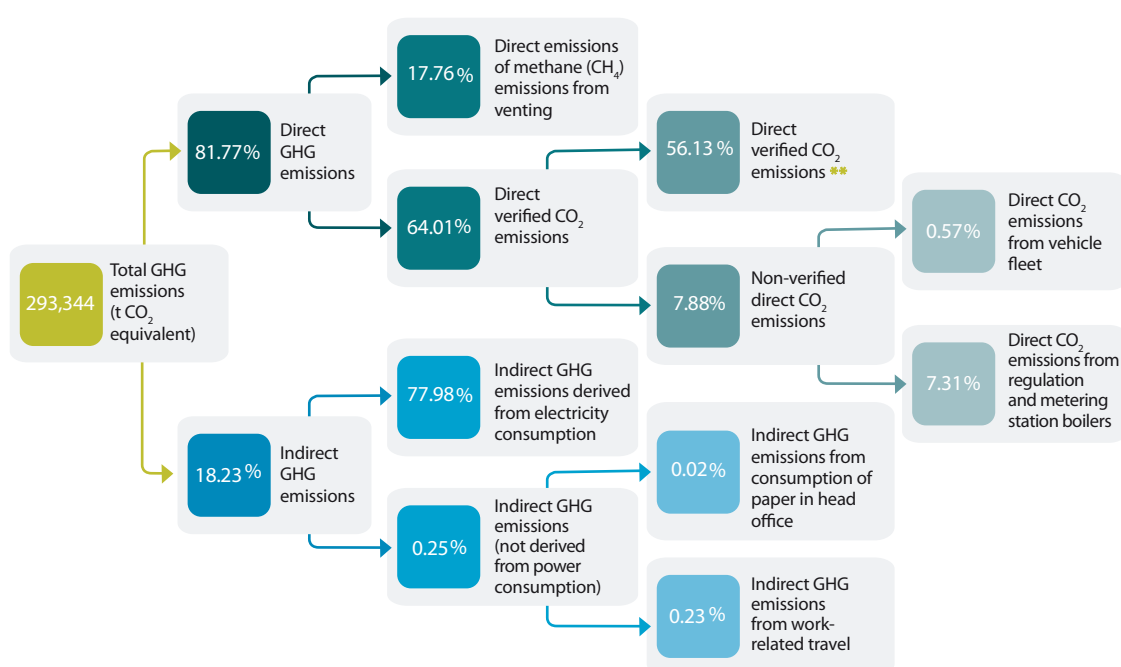 293,344
Total GHG
emissions
(t CO₂
equivalent)
81.77%
Direct
GHG
emissions
17.76%
Direct emissions
of methane (CH₄)
emissions from
venting
64.01%
Direct
verified CO₂
emissions
56.13%
Direct
verified CO₂
emissions **
7.88%
Non-verified
direct CO₂
emissions
0.57%
Direct CO₂
emissions
from vehicle
fleet
7.31%
Direct CO₂
emissions from
regulation
and metering
station boilers
18.23%
Indirect
GHG
emissions
77.98%
Indirect GHG
emissions derived
from electricity
consumption
0.25%
Indirect GHG
emissions
(not derived
from power
consumption)
0.02%
Indirect GHG
emissions from
consumption of
paper in head
office
0.23%
Indirect GHG
emissions
from work-
related travel